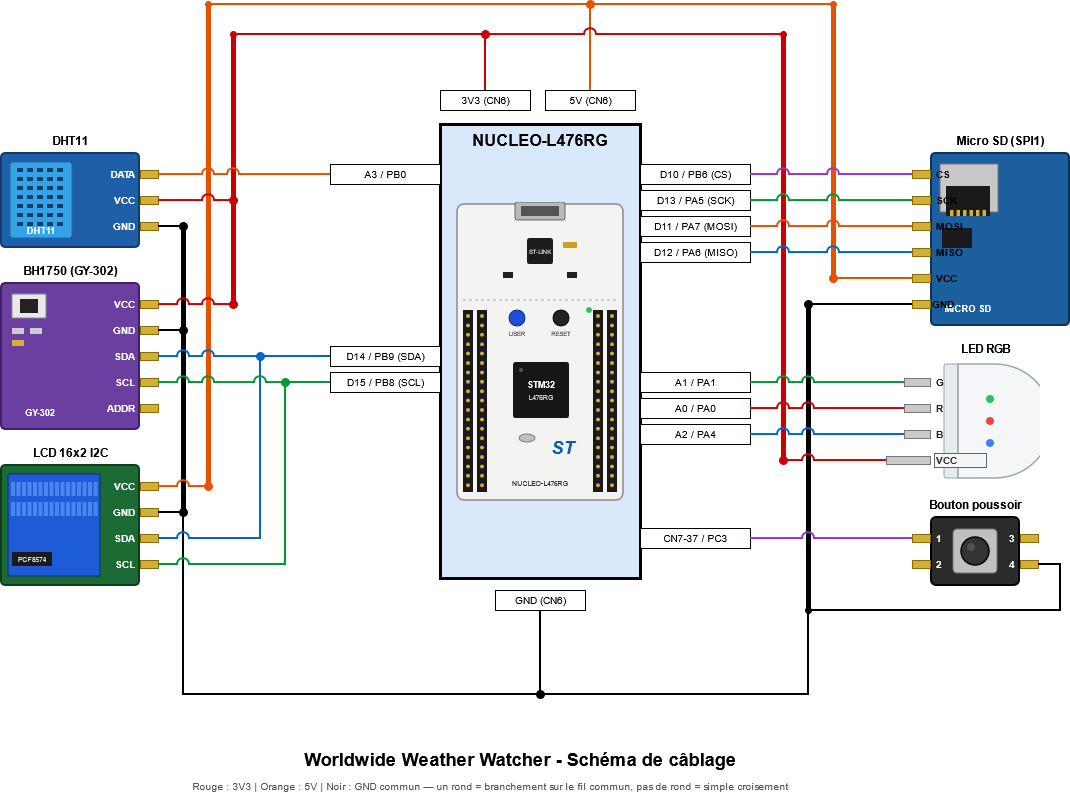 3V3 (CN6)
5V (CN6)
DHT11
NUCLEO-L476RG
Micro SD (SPI1)
DATA
VCC
GND
DHT11
A3 / PB0
D10 / PB6 (CS)
D13 / PA5 (SCK)
D11 / PA7 (MOSI)
D12 / PA6 (MISO)
CS
SCK
MOSI
MISO
VCC
GND
MICRO SD
BH1750 (GY-302)
VCC
GND
SDA
SCL
ADDR
GY-302
D14 / PB9 (SDA)
D15 / PB8 (SCL)
ST-LINK
USER
RESET
STM32
L476RG
ST
NUCLEO-L476RG
LED RGB
A1 / PA1
A0 / PA0
A2 / PA4
G
R
B
VCC
LCD 16x2 I2C
VCC
GND
SDA
SCL
PCF8574
Bouton poussoir
CN7-37 / PC3
1
2
3
4
GND (CN6)
Worldwide Weather Watcher - Schéma de câblage
Rouge : 3V3 | Orange : 5V | Noir : GND commun — un rond = branchement sur le fil commun, pas de rond = simple croisement